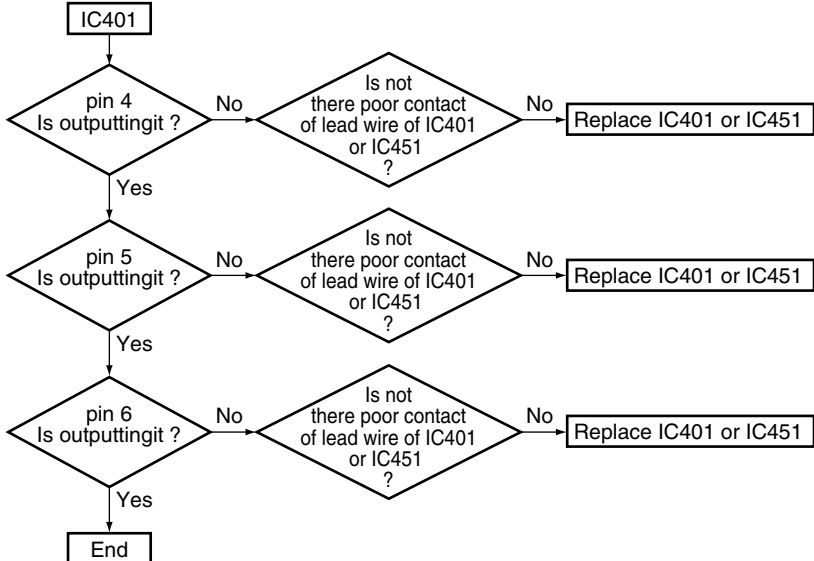 IC401
pin 4
Is outputtingit ?
No
Is not
there poor contact
of lead wire of IC401
or IC451
?
No
Replace IC401 or IC451
Yes
pin 5
Is outputtingit ?
No
Is not
there poor contact
of lead wire of IC401
or IC451
?
No
Replace IC401 or IC451
Yes
pin 6
Is outputtingit ?
No
Is not
there poor contact
of lead wire of IC401
or IC451
?
No
Replace IC401 or IC451
Yes
End